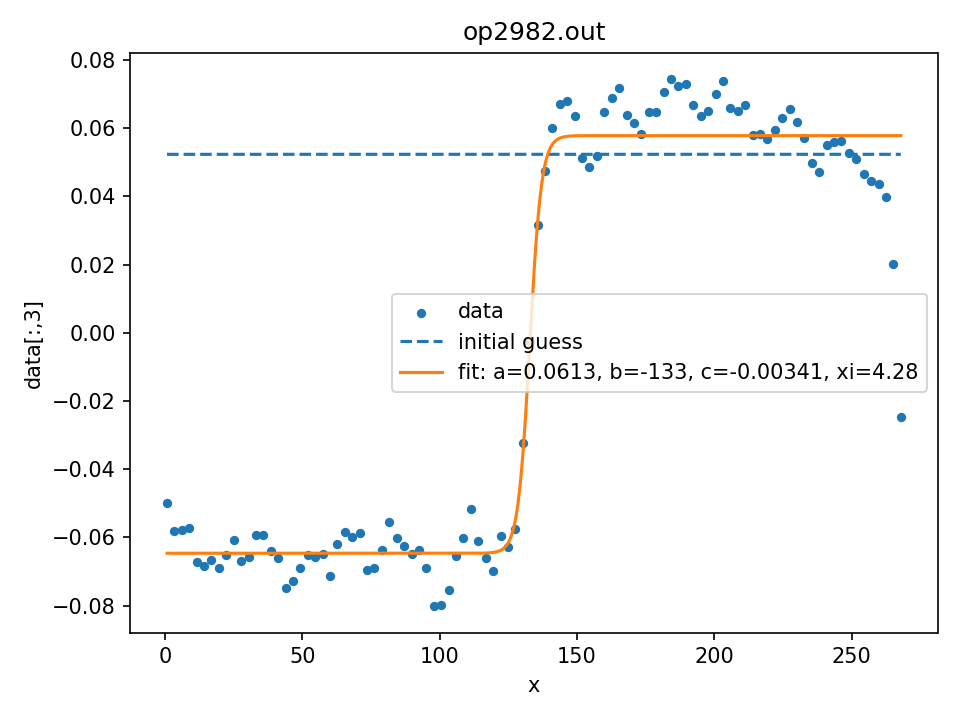 op2982.out
0.08
0.06
0.04
0.02
0.00
−0.02
−0.04
−0.06
−0.08
data[:,3]
data
initial guess
fit: a=0.0613, b=-133, c=-0.00341, xi=4.28
0 50 100 150 200 250
x